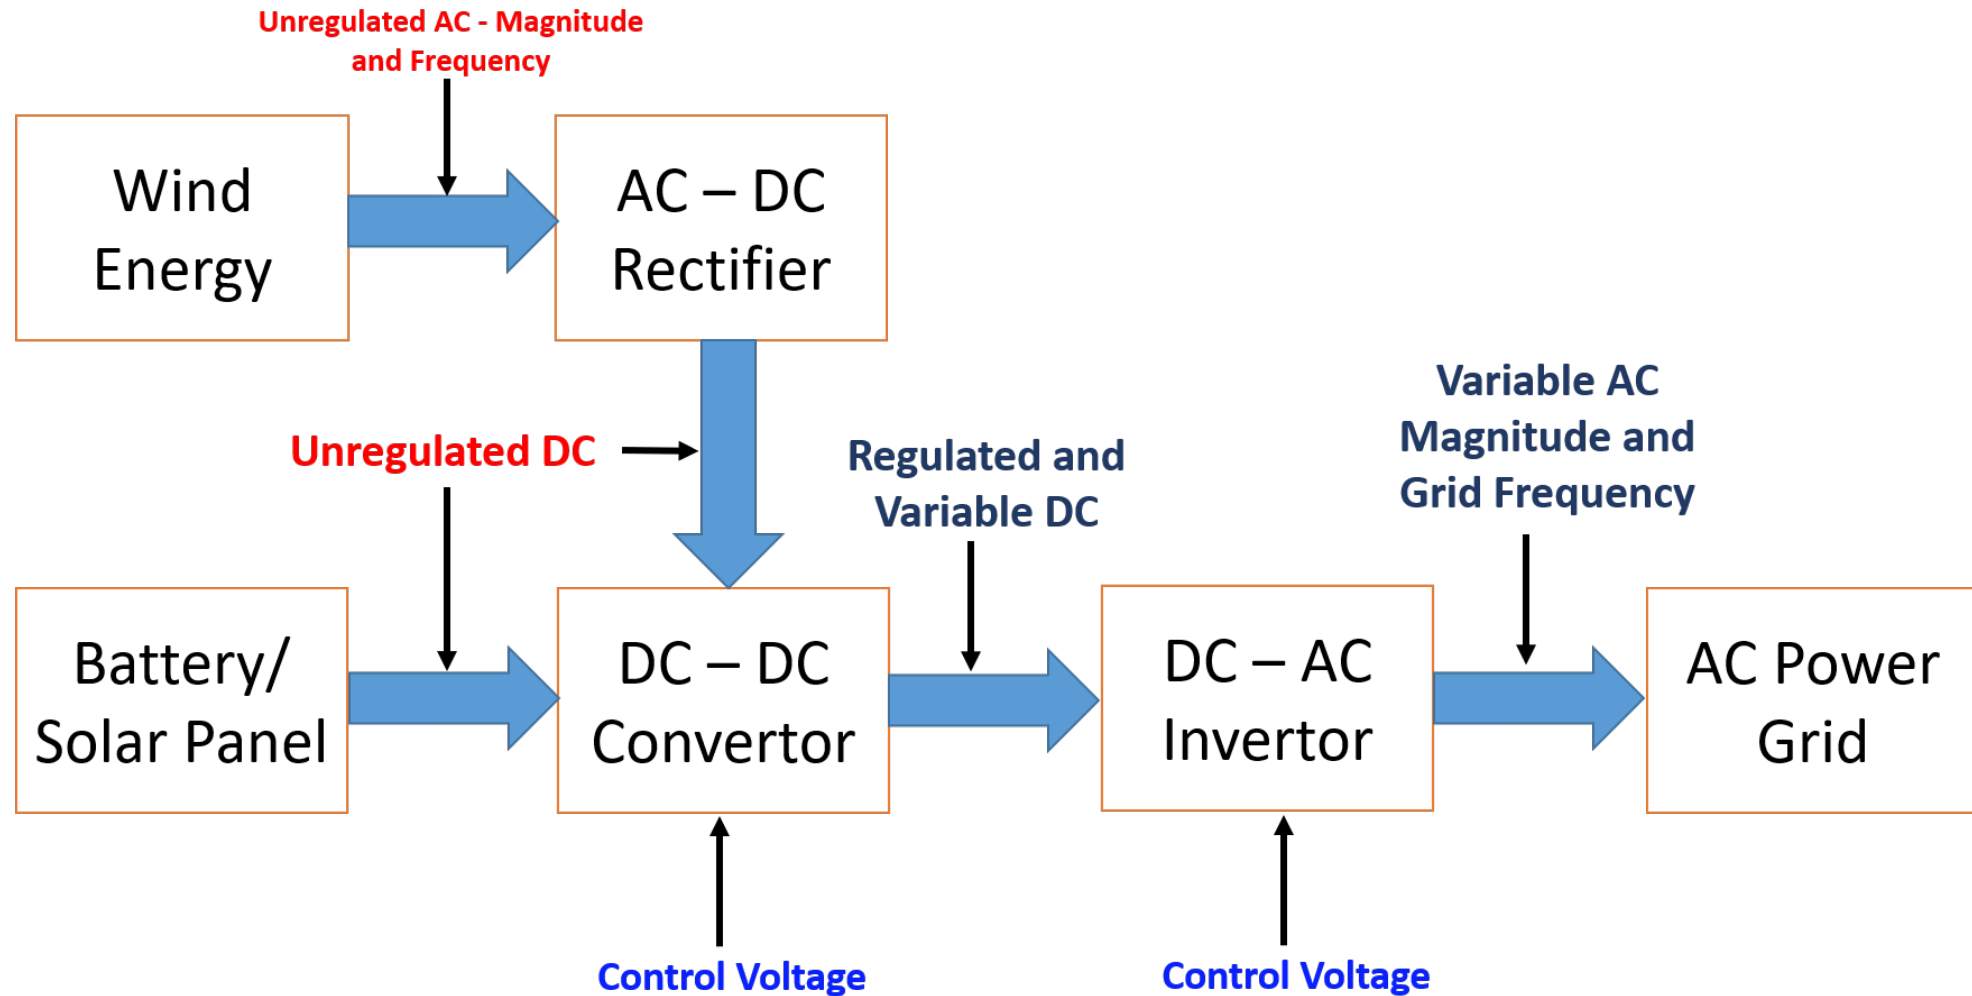 Unregulated AC - Magnitude
and Frequency
Wind
Energy
AC – DC
Rectifier
Unregulated DC
Regulated and
Variable DC
Variable AC
Magnitude and
Grid Frequency
Battery/
Solar Panel
DC – DC
Convertor
DC – AC
Invertor
AC Power
Grid
Control Voltage
Control Voltage